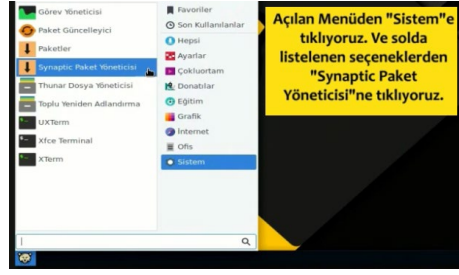 Görev Yöneticisi
Paket Güncelleyici
Paketler
Synaptic Paket Yöneticisi
Thunar Dosya Yöneticisi
Toplu Yeniden Adlandırma
UXTerm
Xfce Terminal
XTerm
Favoriler
Son Kullanılanlar
Hepsi
Ayarlar
Çokluortam
Donatılar
Eğitim
Grafik
İnternet
Ofis
Sistem
Açılan Menüden "Sistem"e
tıklıyoruz. Ve solda
listelenen seçeneklerden
"Synaptic Paket
Yöneticisi"ne tıklıyoruz.